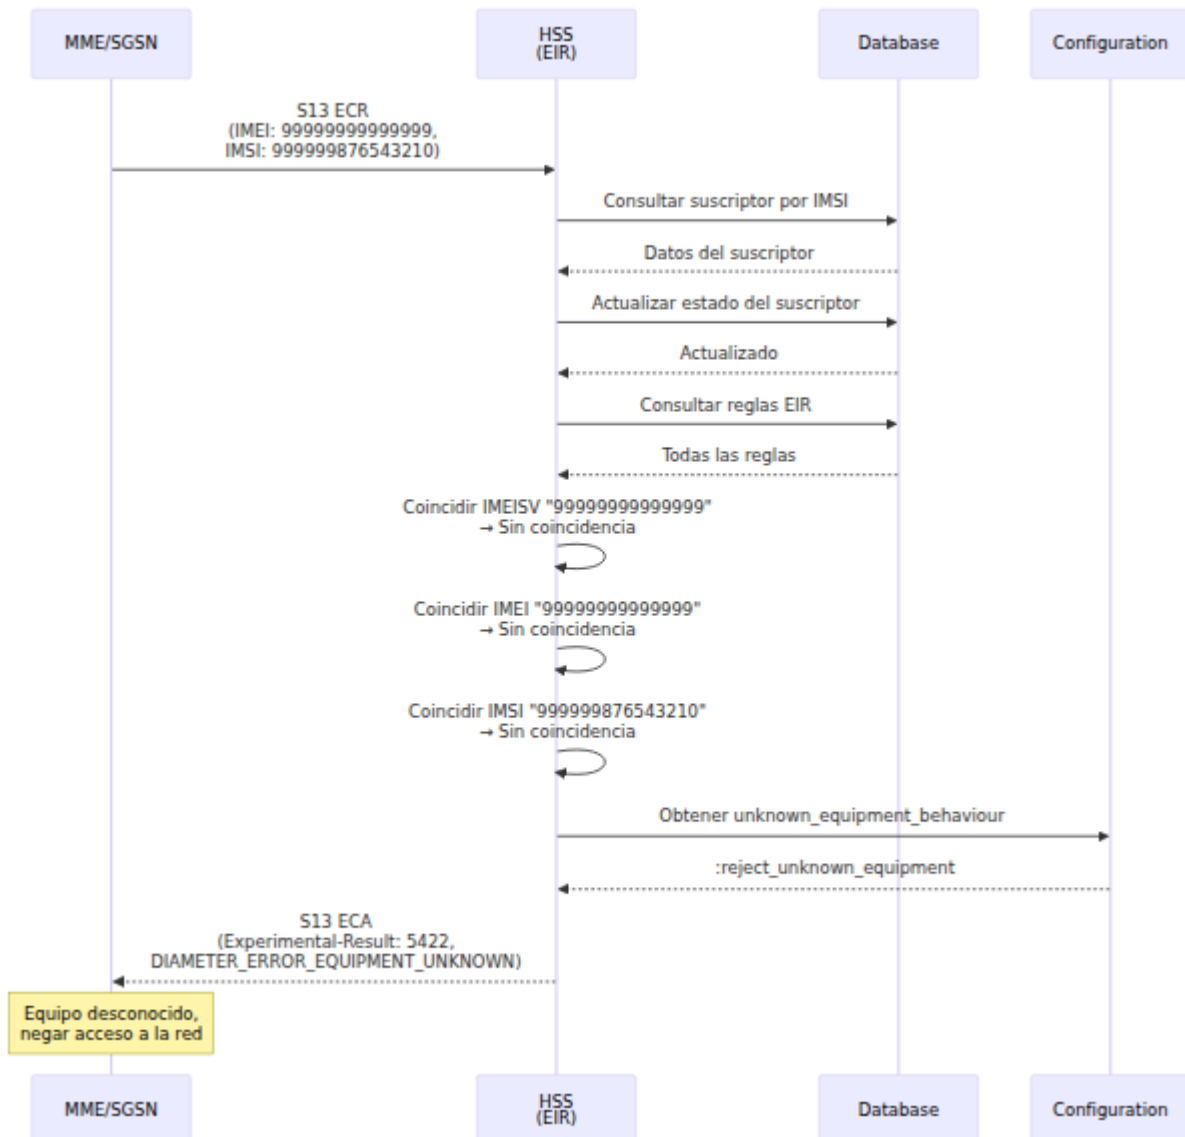 MME/SGSN
HSS
(EIR)
Database
Configuration
S13 ECR
(IMEI: 99999999999999,
IMSI: 999999876543210)
Consultar suscriptor por IMSI
Datos del suscriptor
Actualizar estado del suscriptor
Actualizado
Consultar reglas EIR
Todas las reglas
Coincidir IMEISV "99999999999999"
→ Sin coincidencia
Coincidir IMEI "99999999999999"
→ Sin coincidencia
Coincidir IMSI "999999876543210"
→ Sin coincidencia
Obtener unknown_equipment_behaviour
:reject_unknown_equipment
S13 ECA
(Experimental-Result: 5422,
DIAMETER_ERROR_EQUIPMENT_UNKNOWN)
Equipo desconocido,
negar acceso a la red
MME/SGSN
HSS
(EIR)
Database
Configuration